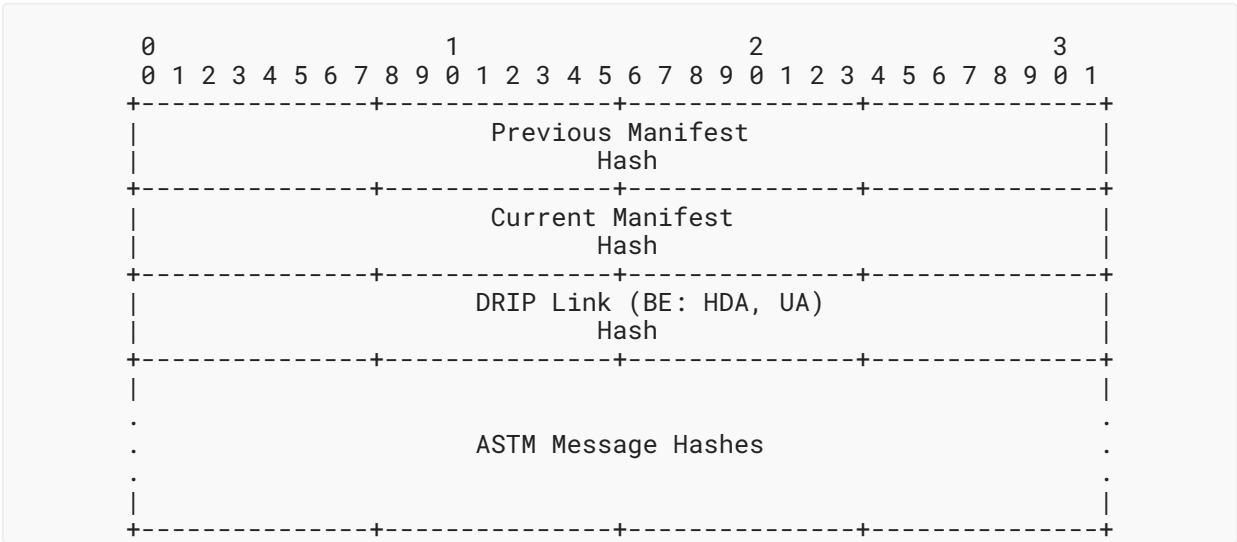 0                   1                   2                   3
0 1 2 3 4 5 6 7 8 9 0 1 2 3 4 5 6 7 8 9 0 1 2 3 4 5 6 7 8 9 0 1
+---------------+---------------+---------------+---------------+
|                       Previous Manifest                       |
|                              Hash                             |
+---------------+---------------+---------------+---------------+
|                       Current Manifest                        |
|                              Hash                             |
+---------------+---------------+---------------+---------------+
|                      DRIP Link (BE: HDA, UA)                  |
|                              Hash                             |
+---------------+---------------+---------------+---------------+
|                                                               |
.                                                               .
.                      ASTM Message Hashes                      .
.                                                               .
|                                                               |
+---------------+---------------+---------------+---------------+